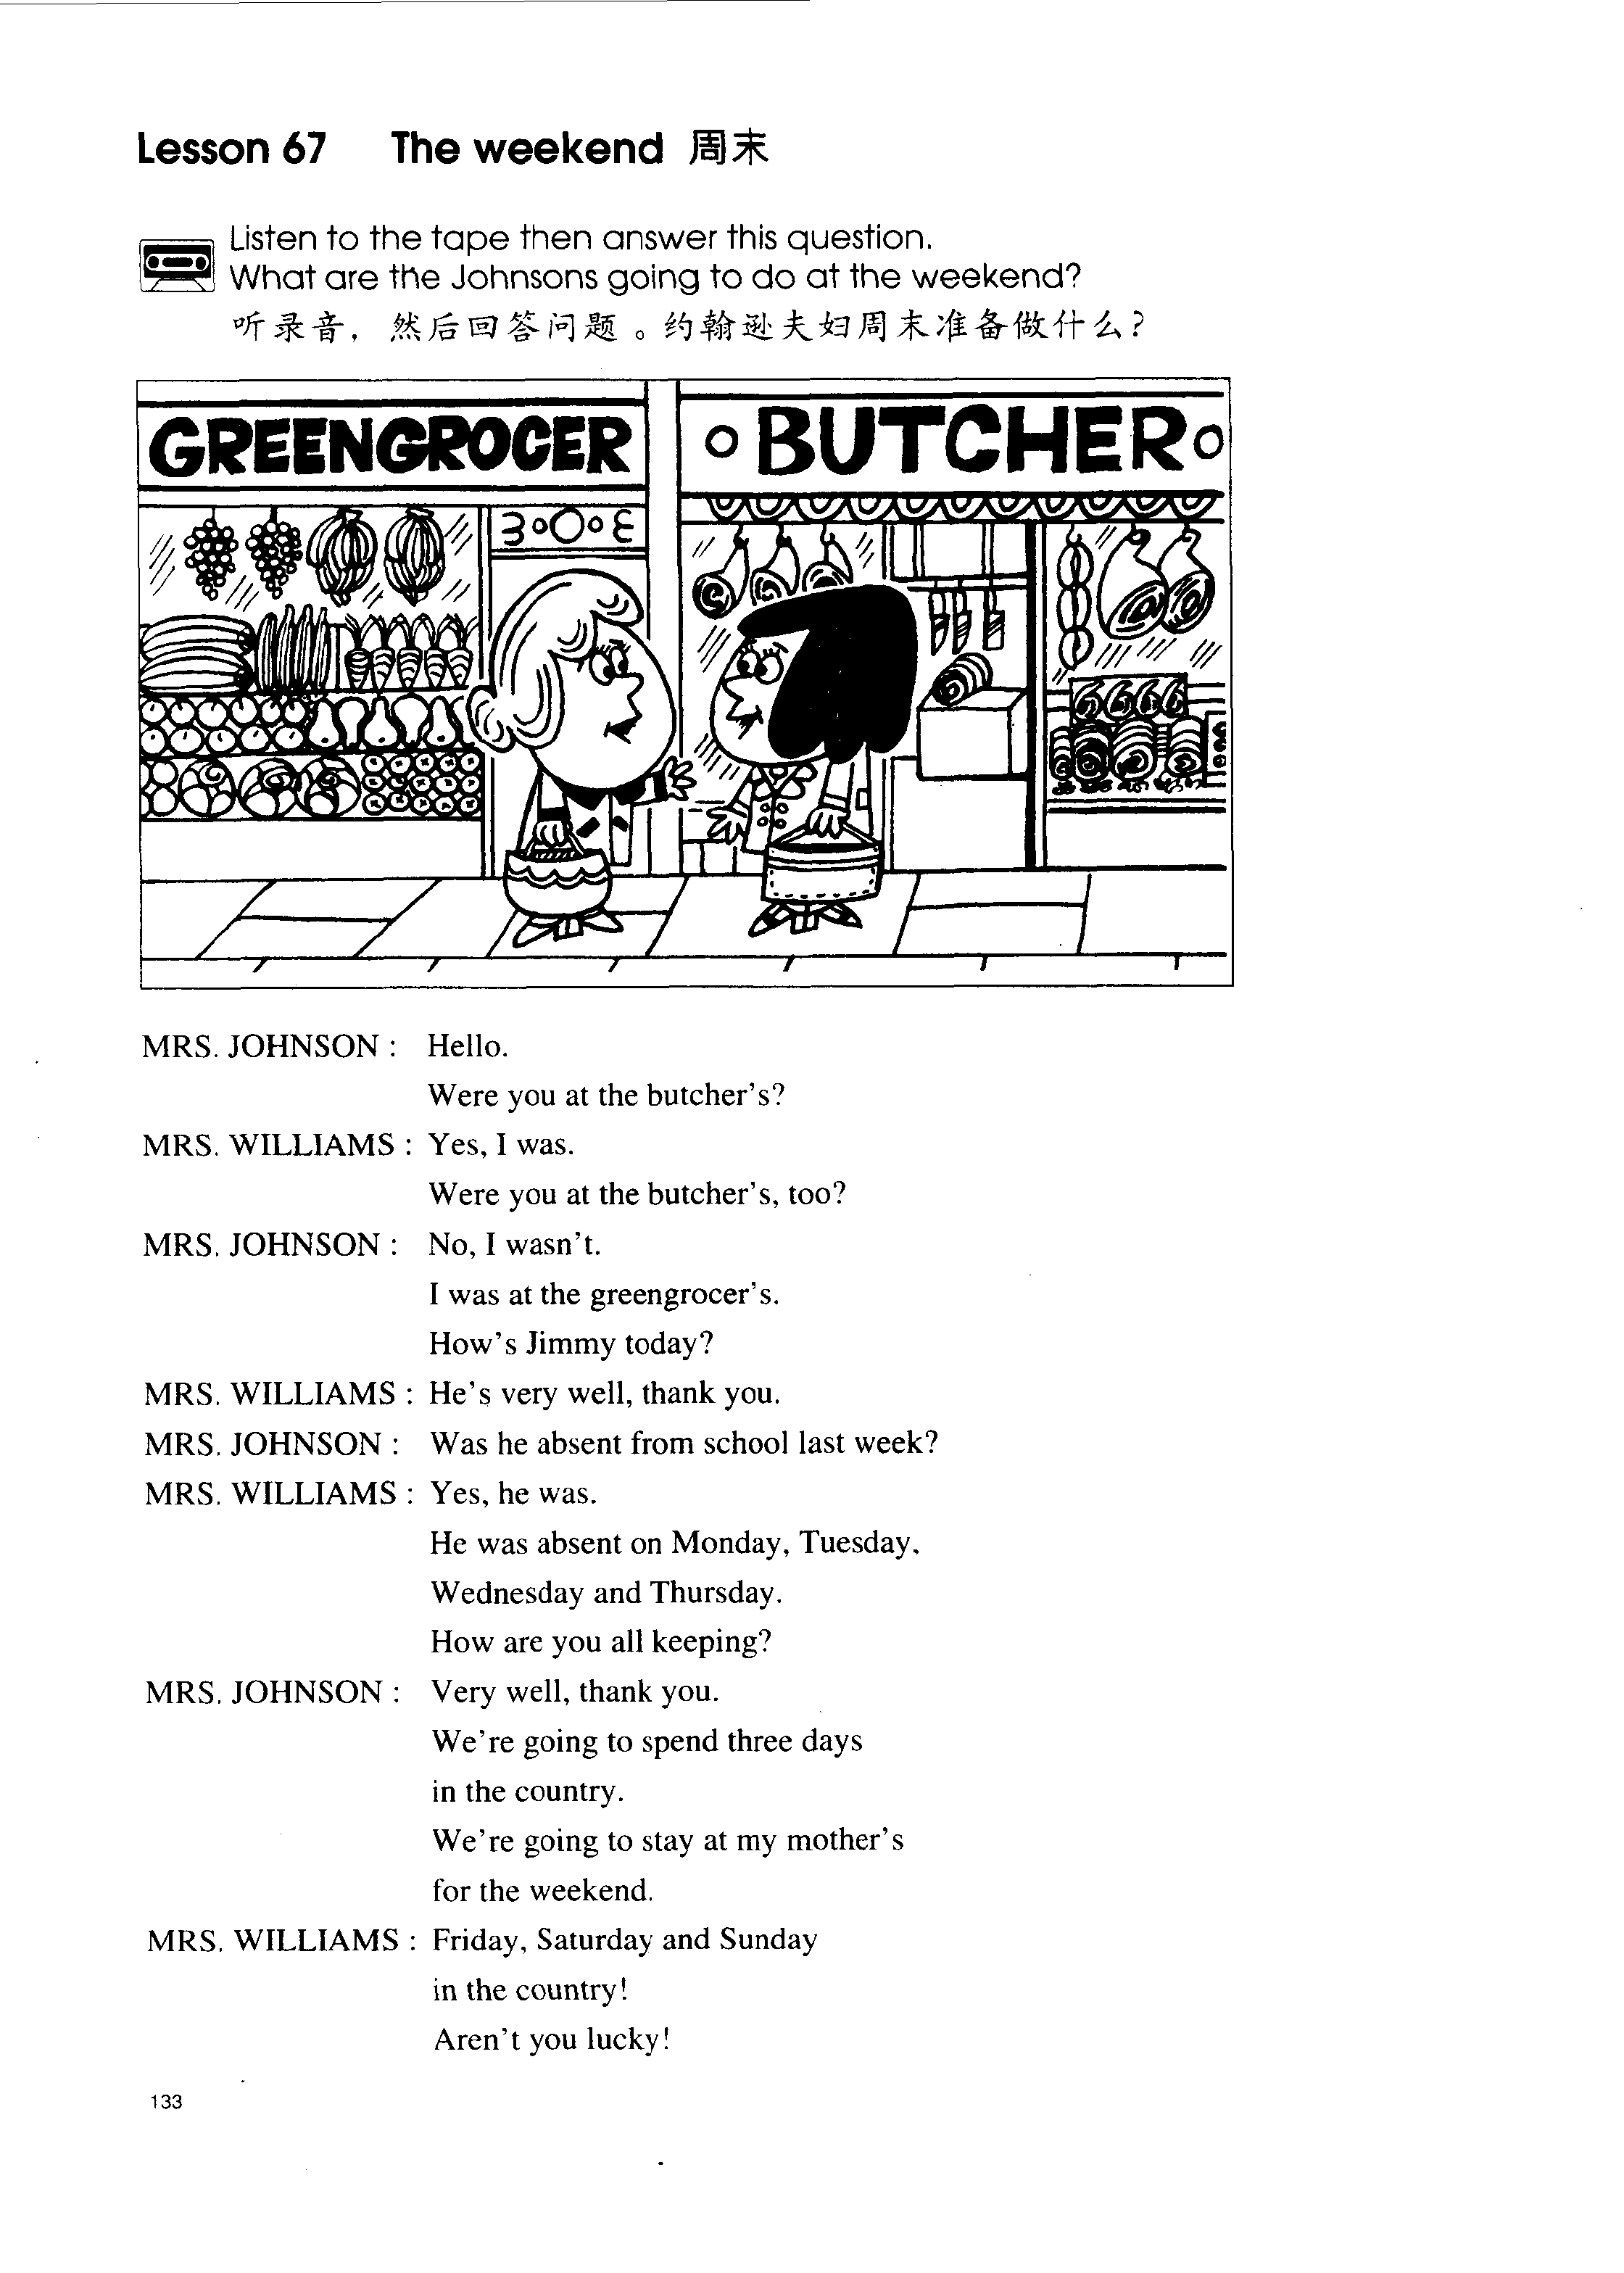 Lesson 67 The weekend 周末
Listen to the tape then answer this question.
What are the Johnsons going to do at the weekend?
听录音，然后回答问题。约翰逊夫妇周末准备做什么？
GREENGROCER
BUTCHER
MRS. JOHNSON : Hello.
Were you at the butcher's?
MRS. WILLIAMS : Yes, I was.
Were you at the butcher's, too?
MRS. JOHNSON : No, I wasn't.
I was at the greengrocer's.
How's Jimmy today?
MRS. WILLIAMS : He's very well, thank you.
MRS. JOHNSON : Was he absent from school last week?
MRS. WILLIAMS : Yes, he was.
He was absent on Monday, Tuesday,
Wednesday and Thursday.
How are you all keeping?
MRS. JOHNSON : Very well, thank you.
We're going to spend three days
in the country.
We're going to stay at my mother's
for the weekend.
MRS. WILLIAMS : Friday, Saturday and Sunday
in the country!
Aren't you lucky!
133